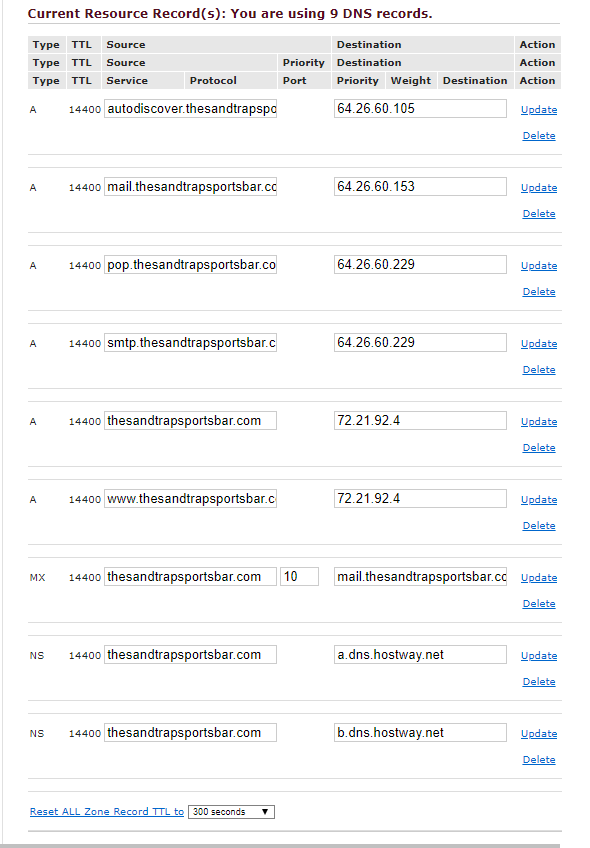 Current Resource Record(s): You are using 9 DNS records.
Type TTL Source Destination Action
Type TTL Source Priority Destination Action
Type TTL Service Protocol Port Priority Weight Destination Action
A 14400 autodiscover.thesandtrapspo 64.26.60.105 Update
Delete
A 14400 mail.thesandtrapsportsbar.cc 64.26.60.153 Update
Delete
A 14400 pop.thesandtrapsportsbar.co 64.26.60.229 Update
Delete
A 14400 smtp.thesandtrapsportsbar.c 64.26.60.229 Update
Delete
A 14400 thesandtrapsportsbar.com 72.21.92.4 Update
Delete
A 14400 www.thesandtrapsportsbar.c 72.21.92.4 Update
Delete
MX 14400 thesandtrapsportsbar.com 10 mail.thesandtrapsportsbar.cc Update
Delete
NS 14400 thesandtrapsportsbar.com a.dns.hostway.net Update
Delete
NS 14400 thesandtrapsportsbar.com b.dns.hostway.net Update
Delete
Reset ALL Zone Record TTL to 300 seconds